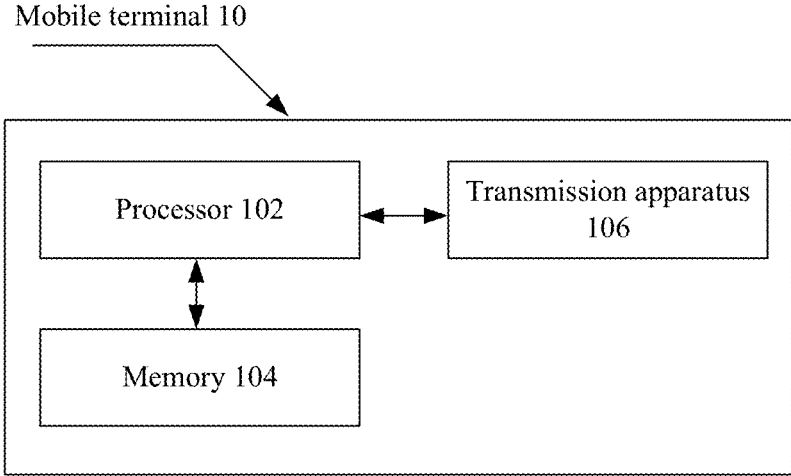 Mobile terminal 10
Processor 102
Transmission apparatus
106
Memory 104